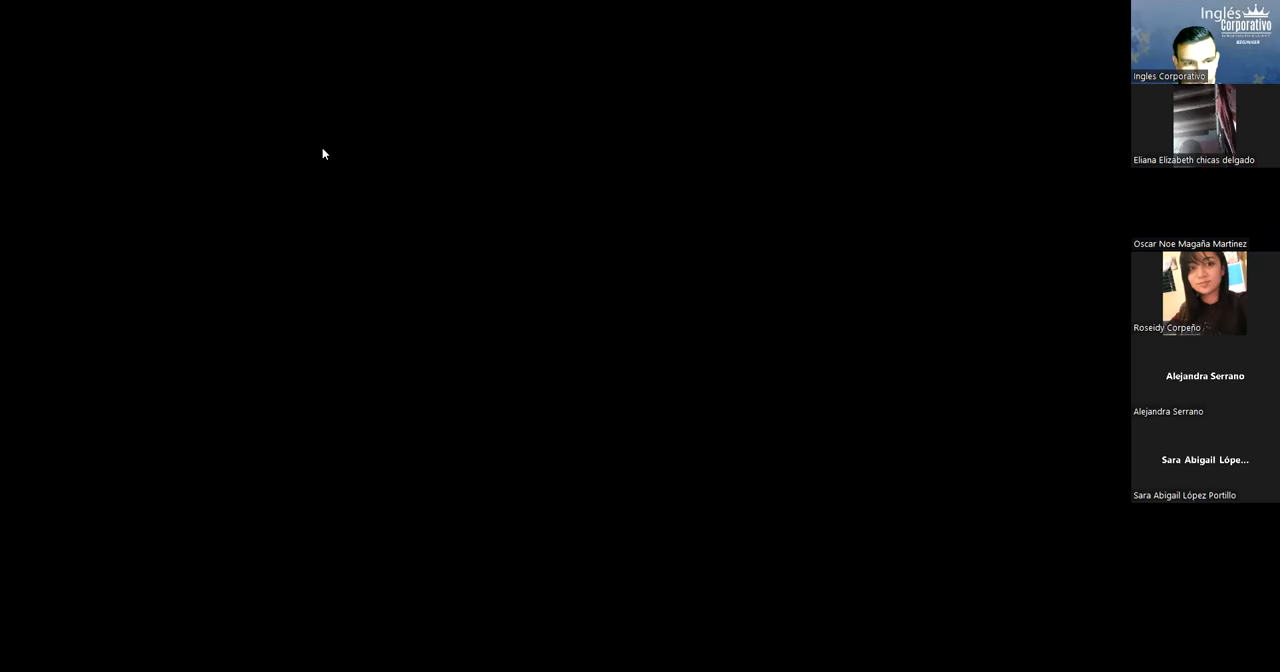 Inglés
Corporativo
BEGINNER
Ingles Corporativo
Eliana Elizabeth chicas delgado
Oscar Noe Magaña Martinez
Roseidy Corpeño
Alejandra Serrano
Alejandra Serrano
Sara Abigail Lópe...
Sara Abigail López Portillo